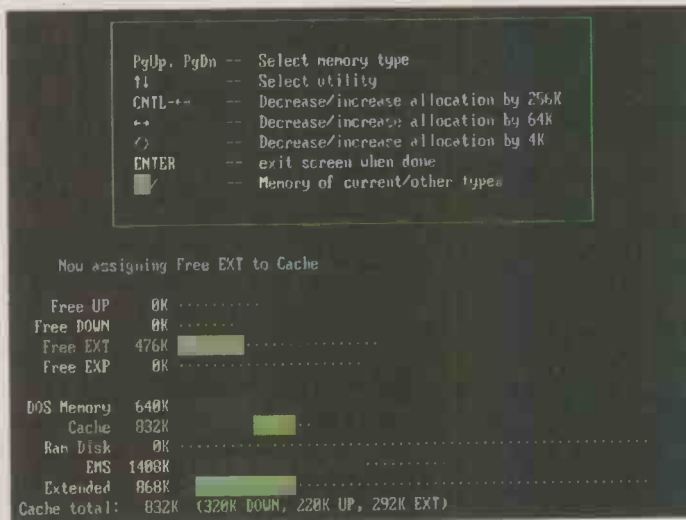 PgUp, PgDn -- Select memory type
↑↓ -- Select utility
CNTL-←→ -- Decrease/increase allocation by 256K
←→ -- Decrease/increase allocation by 64K
<> -- Decrease/increase allocation by 4K
ENTER -- exit screen when done
/ -- Memory of current/other types
Now assigning Free EXT to Cache
Free UP 0K
Free DOWN 0K
Free EXT 476K
Free EXP 0K
DOS Memory 640K
Cache 832K
Ram Disk 0K
EMS 1408K
Extended 868K
Cache total: 832K (320K DOWN, 220K UP, 292K EXT)